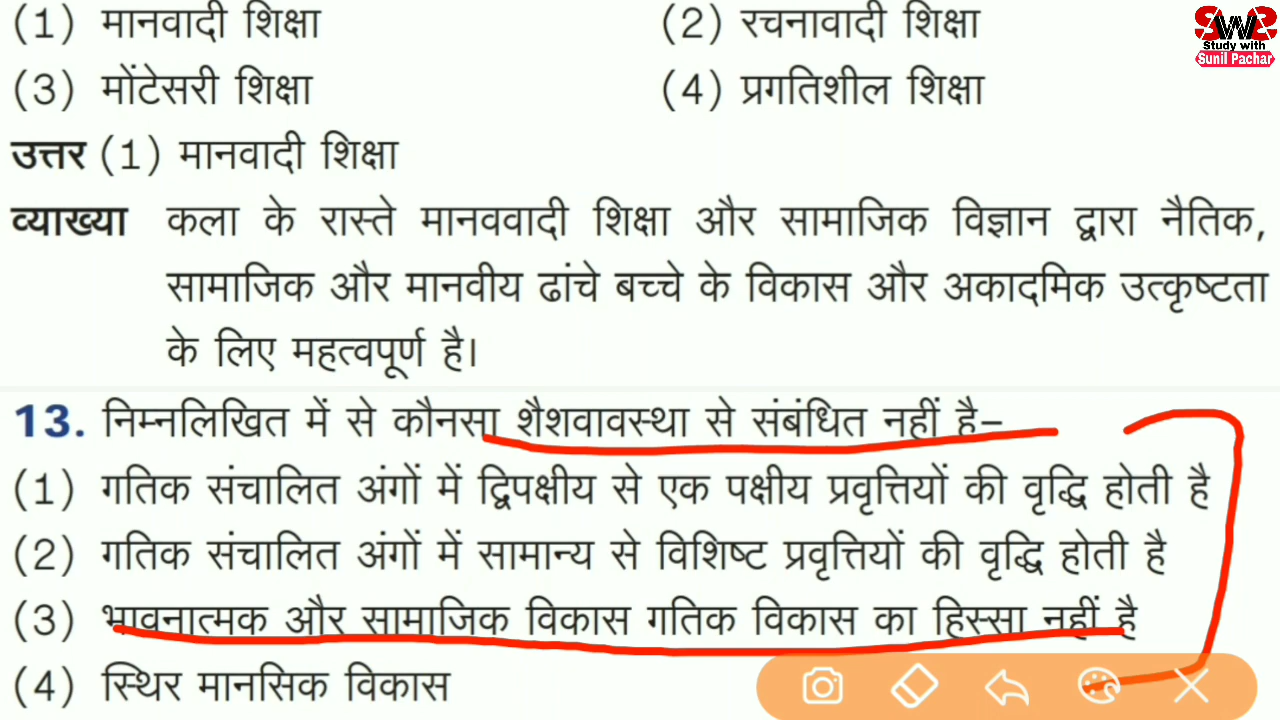 (1) मानवादी शिक्षा (2) रचनावादी शिक्षा
(3) मोंटेसरी शिक्षा (4) प्रगतिशील शिक्षा
उत्तर (1) मानवादी शिक्षा
व्याख्या कला के रास्ते मानववादी शिक्षा और सामाजिक विज्ञान द्वारा नैतिक,
सामाजिक और मानवीय ढांचे बच्चे के विकास और अकादमिक उत्कृष्टता
के लिए महत्वपूर्ण है।
13. निम्नलिखित में से कौनसा शैशवावस्था से संबंधित नहीं है–
(1) गतिक संचालित अंगों में द्विपक्षीय से एक पक्षीय प्रवृत्तियों की वृद्धि होती है
(2) गतिक संचालित अंगों में सामान्य से विशिष्ट प्रवृत्तियों की वृद्धि होती है
(3) भावनात्मक और सामाजिक विकास गतिक विकास का हिस्सा नहीं है
(4) स्थिर मानसिक विकास
SWS
Study with
Sunil Pachar